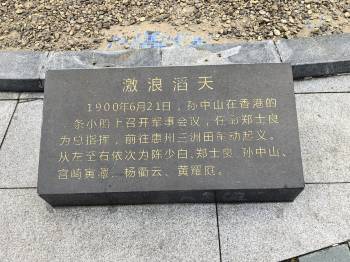 激浪滔天
1900年6月21日，孙中山在香港的
一条小船上召开军事会议，任命郑士良
为总指挥，前往惠州三洲田发动起义。
从左至右依次为陈少白、郑士良、孙中山、
宫崎寅藏、杨衢云、黄耀庭。